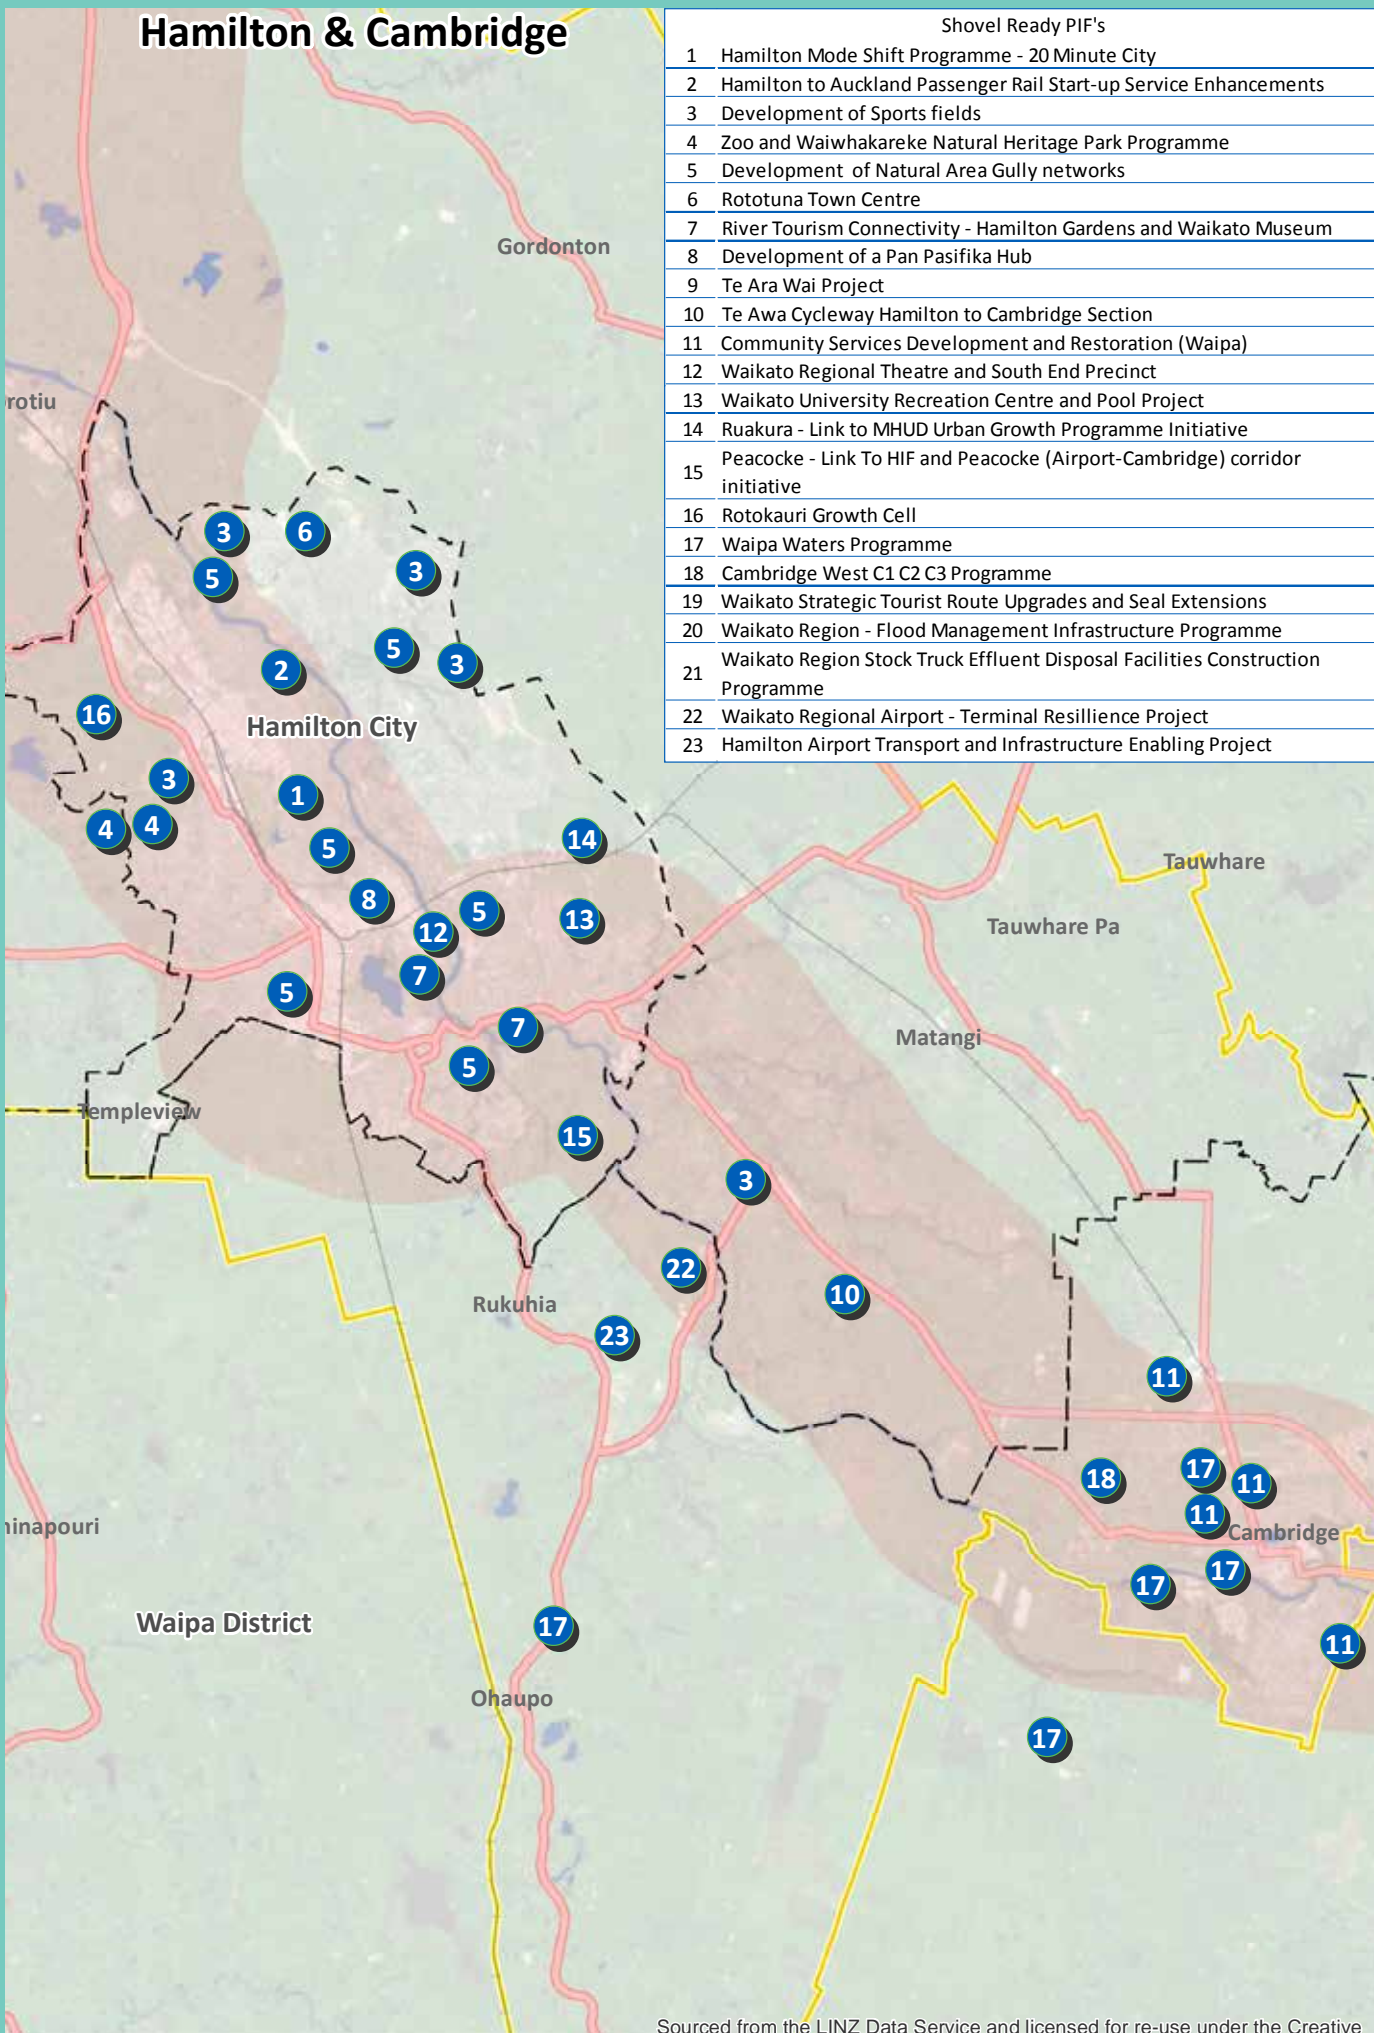 Hamilton & Cambridge
Shovel Ready PIF's
1 Hamilton Mode Shift Programme - 20 Minute City
2 Hamilton to Auckland Passenger Rail Start-up Service Enhancements
3 Development of Sports fields
4 Zoo and Waiwhakareke Natural Heritage Park Programme
5 Development of Natural Area Gully networks
6 Rototuna Town Centre
7 River Tourism Connectivity - Hamilton Gardens and Waikato Museum
8 Development of a Pan Pasifika Hub
9 Te Ara Wai Project
10 Te Awa Cycleway Hamilton to Cambridge Section
11 Community Services Development and Restoration (Waipa)
12 Waikato Regional Theatre and South End Precinct
13 Waikato University Recreation Centre and Pool Project
14 Ruakura - Link to MHUD Urban Growth Programme Initiative
15 Peacocke - Link To HIF and Peacocke (Airport-Cambridge) corridor
initiative
16 Rotokauri Growth Cell
17 Waipa Waters Programme
18 Cambridge West C1 C2 C3 Programme
19 Waikato Strategic Tourist Route Upgrades and Seal Extensions
20 Waikato Region - Flood Management Infrastructure Programme
21 Waikato Region Stock Truck Effluent Disposal Facilities Construction
Programme
22 Waikato Regional Airport - Terminal Resillience Project
23 Hamilton Airport Transport and Infrastructure Enabling Project
Gordonton
rotiu
3
6
5
3
5
3
2
16
Hamilton City
3
1
4
4
5
14
Tauwhare
8
5
13
12
Tauwhare Pa
7
5
7
Matangi
5
Templeview
15
3
22
10
Rukuhia
23
11
17
18
11
11
ninapouri
Cambridge
17
17
Waipa District
17
11
Ohaupo
17
Sourced from the LINZ Data Service and licensed for re-use under the Creative